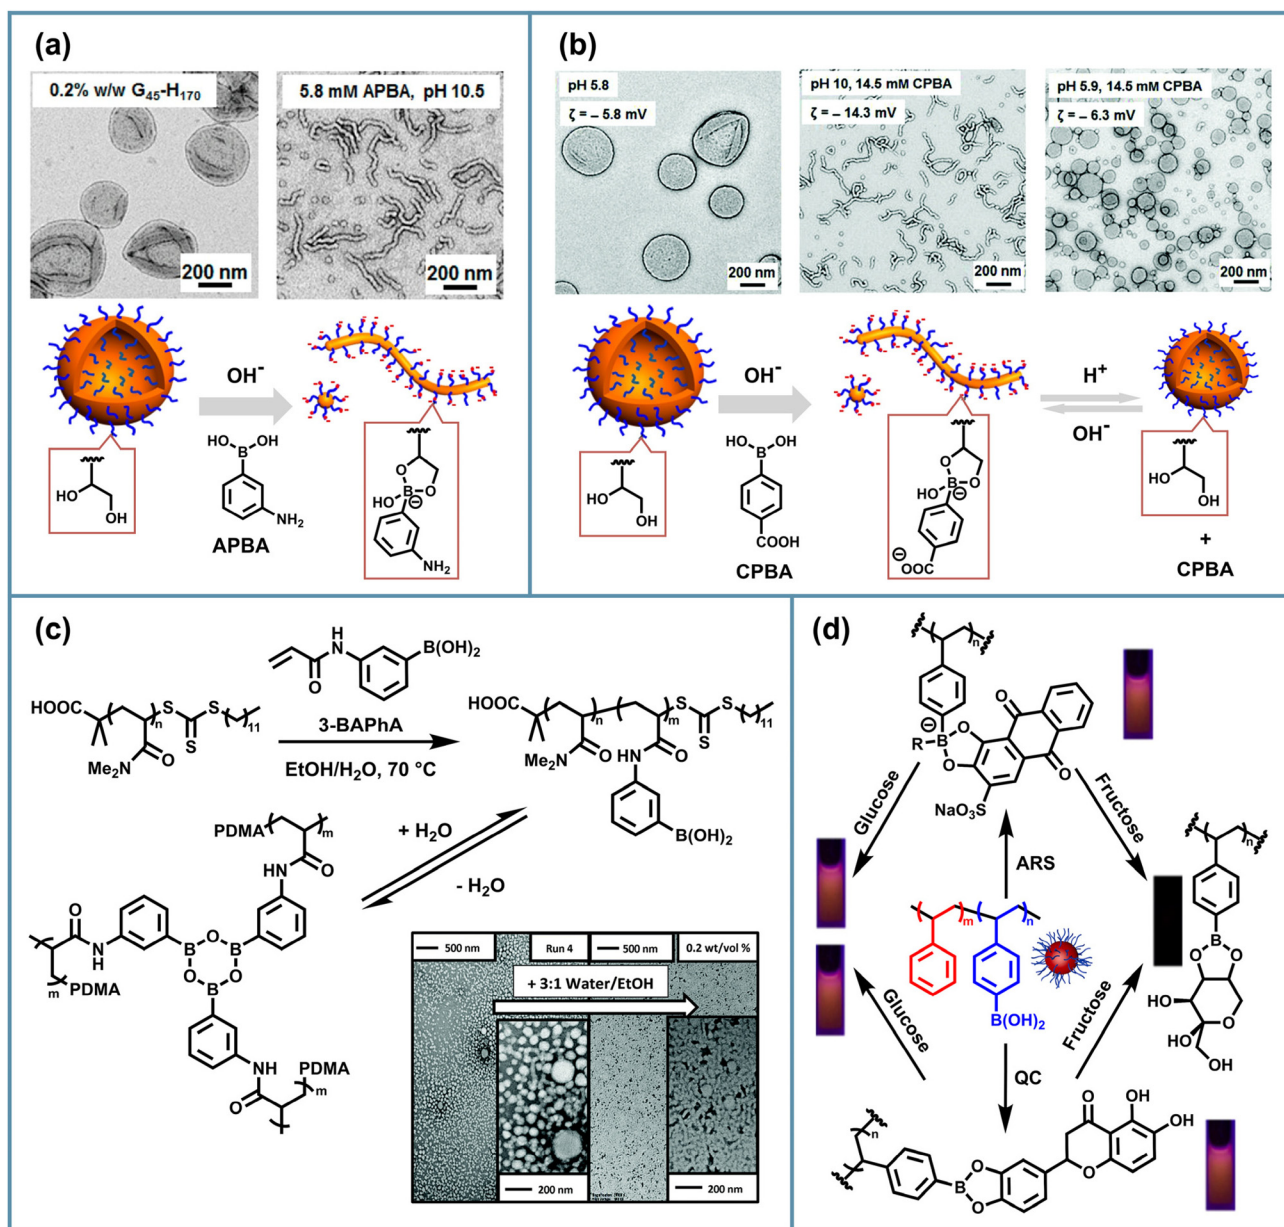 (a)
0.2% w/w G₄₅-H₁₇₀
200 nm
5.8 mM APBA, pH 10.5
200 nm
OH⁻
HO OH
B
NH₂
APBA
HO
OH
O
HO B O
⊖
NH₂
(b)
pH 5.8
ζ = – 5.8 mV
200 nm
pH 10, 14.5 mM CPBA
ζ = – 14.3 mV
200 nm
pH 5.9, 14.5 mM CPBA
ζ = – 6.3 mV
200 nm
OH⁻
HO OH
B
COOH
CPBA
HO
OH
O
B O
HO ⊖
⊖
OOC
H⁺
OH⁻
HO
OH
+
CPBA
(c)
H
N
B(OH)₂
O
3-BAPhA
EtOH/H₂O, 70 °C
HOOC
n
S S
11
S
O
Me₂N
HOOC
n
m
S S
11
S
O
O
Me₂N
HN
B(OH)₂
+ H₂O
- H₂O
PDMA
m
O
HN
O
H
N
m
PDMA
B O B
O O
B
NH
O
PDMA
m
500 nm
Run 4
500 nm
0.2 wt/vol %
+ 3:1 Water/EtOH
200 nm
200 nm
(d)
n
⊖
R B O
O
O
O
NaO₃S
Glucose
Fructose
ARS
m
n
B(OH)₂
n
B
O O
HO
HO
O
HO
OH
Glucose
Fructose
QC
n
B
O
O
O
O
OH
OH